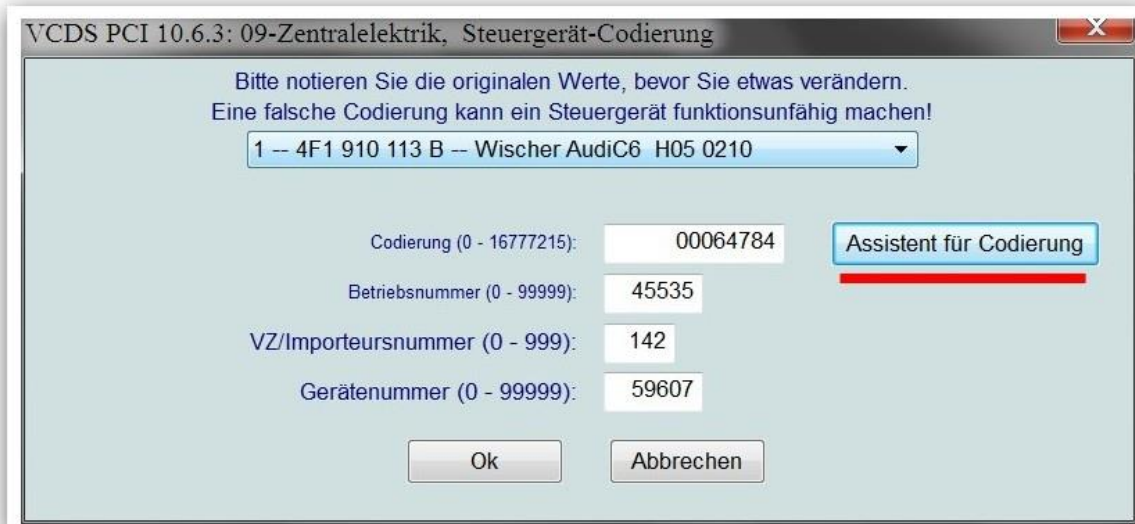 VCDS PCI 10.6.3: 09-Zentralelektrik, Steuergerät-Codierung
X
Bitte notieren Sie die originalen Werte, bevor Sie etwas verändern.
Eine falsche Codierung kann ein Steuergerät funktionsunfähig machen!
1 -- 4F1 910 113 B -- Wischer AudiC6 H05 0210
Codierung (0 - 16777215): 00064784 Assistent für Codierung
Betriebsnummer (0 - 99999): 45535
VZ/Importeursnummer (0 - 999): 142
Gerätenummer (0 - 99999): 59607
Ok Abbrechen